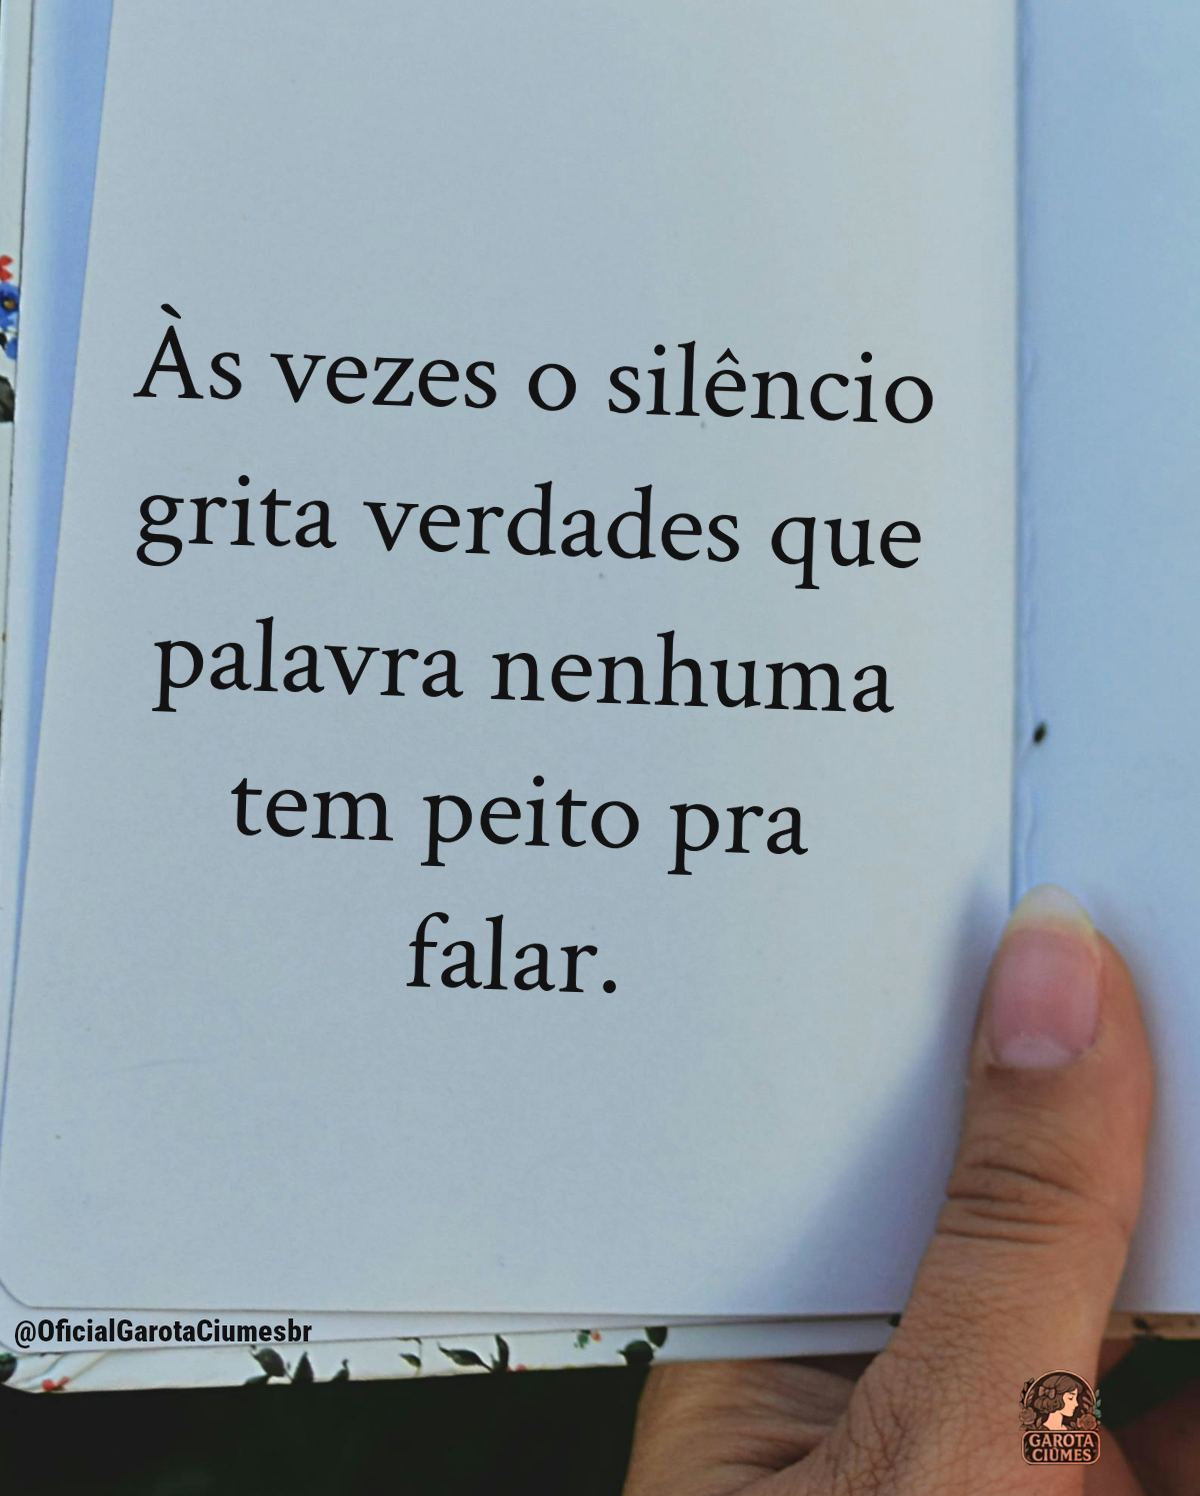 Às vezes o silêncio
grita verdades que
palavra nenhuma
tem peito pra
falar.
@OficialGarotaCiumesbr
GAROTA
CIÚMES